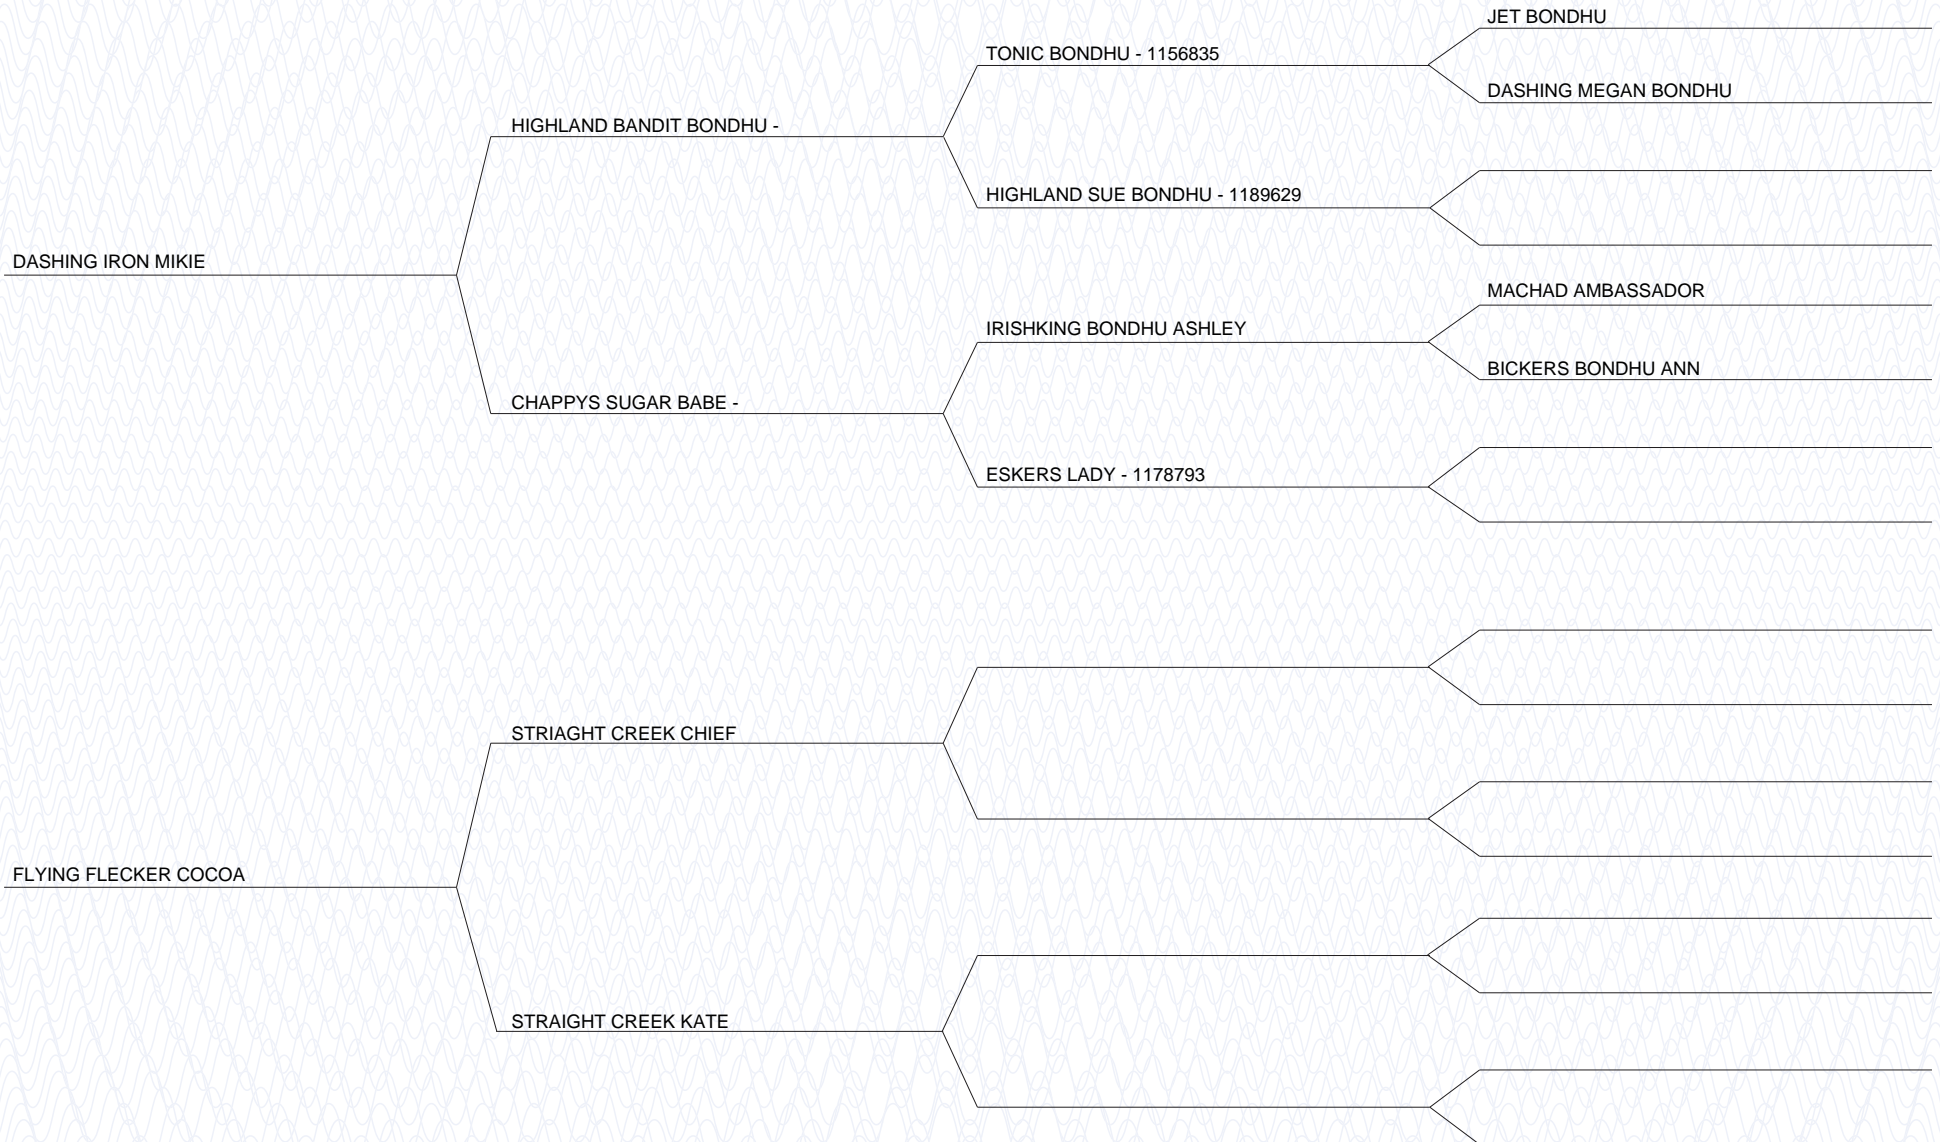 JET BONDHU
TONIC BONDHU - 1156835
DASHING MEGAN BONDHU
HIGHLAND BANDIT BONDHU -
HIGHLAND SUE BONDHU - 1189629
DASHING IRON MIKIE
MACHAD AMBASSADOR
IRISHKING BONDHU ASHLEY
BICKERS BONDHU ANN
CHAPPYS SUGAR BABE -
ESKERS LADY - 1178793
STRIAGHT CREEK CHIEF
FLYING FLECKER COCOA
STRAIGHT CREEK KATE